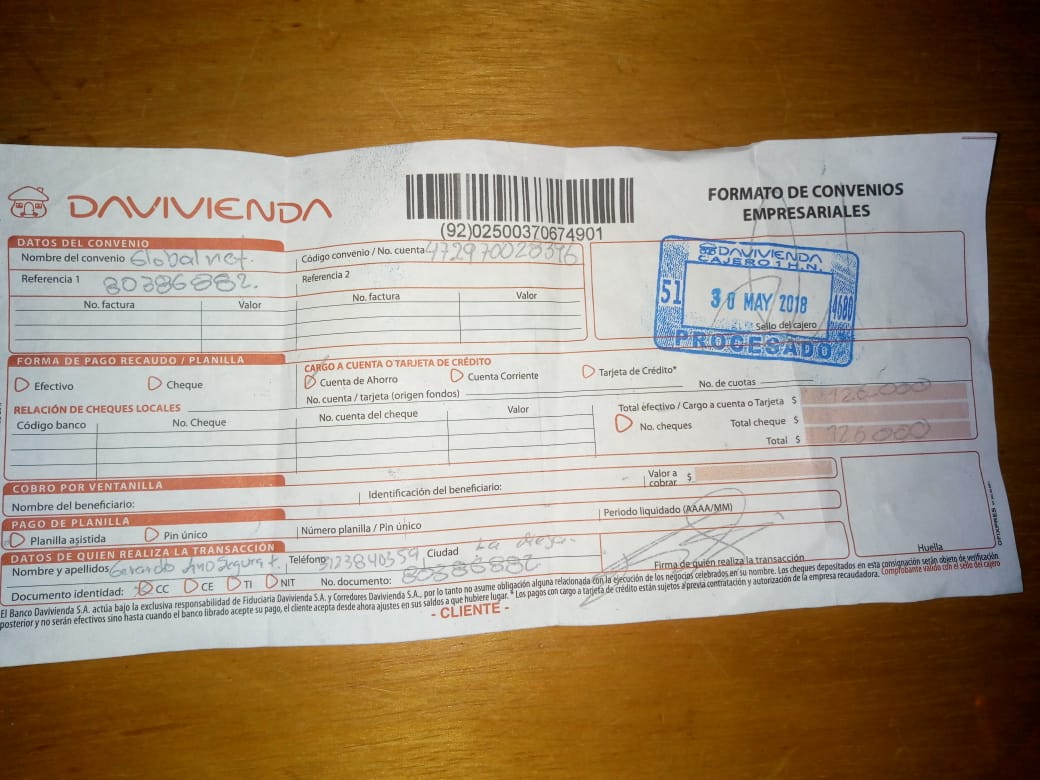 DAVIVIENDA
(92)02500370674901
FORMATO DE CONVENIOS
EMPRESARIALES
DATOS DEL CONVENIO
Nombre del convenio Globalnet.
Código convenio / No. cuenta 472970028396
Referencia 1 80386882.
Referencia 2
No. factura Valor No. factura Valor
DAVIVIENDA
CAJERO 1 H.N.
51 30 MAY 2018 4680
Sello del cajero
PROCESADO
FORMA DE PAGO RECAUDO / PLANILLA
Efectivo Cheque
CARGO A CUENTA O TARJETA DE CRÉDITO
Cuenta de Ahorro Cuenta Corriente Tarjeta de Crédito*
No. cuenta / tarjeta (origen fondos) No. de cuotas
RELACIÓN DE CHEQUES LOCALES
Código banco No. Cheque No. cuenta del cheque Valor
Total efectivo / Cargo a cuenta o Tarjeta $ 126.000
No. cheques Total cheque $
Total $ 126000
COBRO POR VENTANILLA
Nombre del beneficiario: Identificación del beneficiario: Valor a
cobrar $
PAGO DE PLANILLA
Planilla asistida Pin único Número planilla / Pin único Periodo liquidado (AAAA/MM)
DATOS DE QUIEN REALIZA LA TRANSACCIÓN
Nombre y apellidos Gerardo Segura Teléfono 3123840359 Ciudad La
Documento identidad: CC CE TI NIT No. documento: 80386882
Firma de quien realiza la transacción
Huella
El Banco Davivienda S.A. actúa bajo la exclusiva responsabilidad de Fiduciaria Davivienda S.A. y Corredores Davivienda S.A., por lo tanto no asume obligación alguna relacionada con la ejecución de los negocios celebrados en su nombre. Los cheques depositados en esta consignación serán objeto de verificación
posterior y no serán efectivos sino hasta cuando el banco librado acepte su pago, el cliente acepta desde ahora ajustes en sus saldos a que hubiere lugar. * Los pagos con cargo a tarjeta de crédito están sujetos a previa contratación y autorización de la empresa recaudadora. Comprobante válido con el sello del cajero
- CLIENTE -